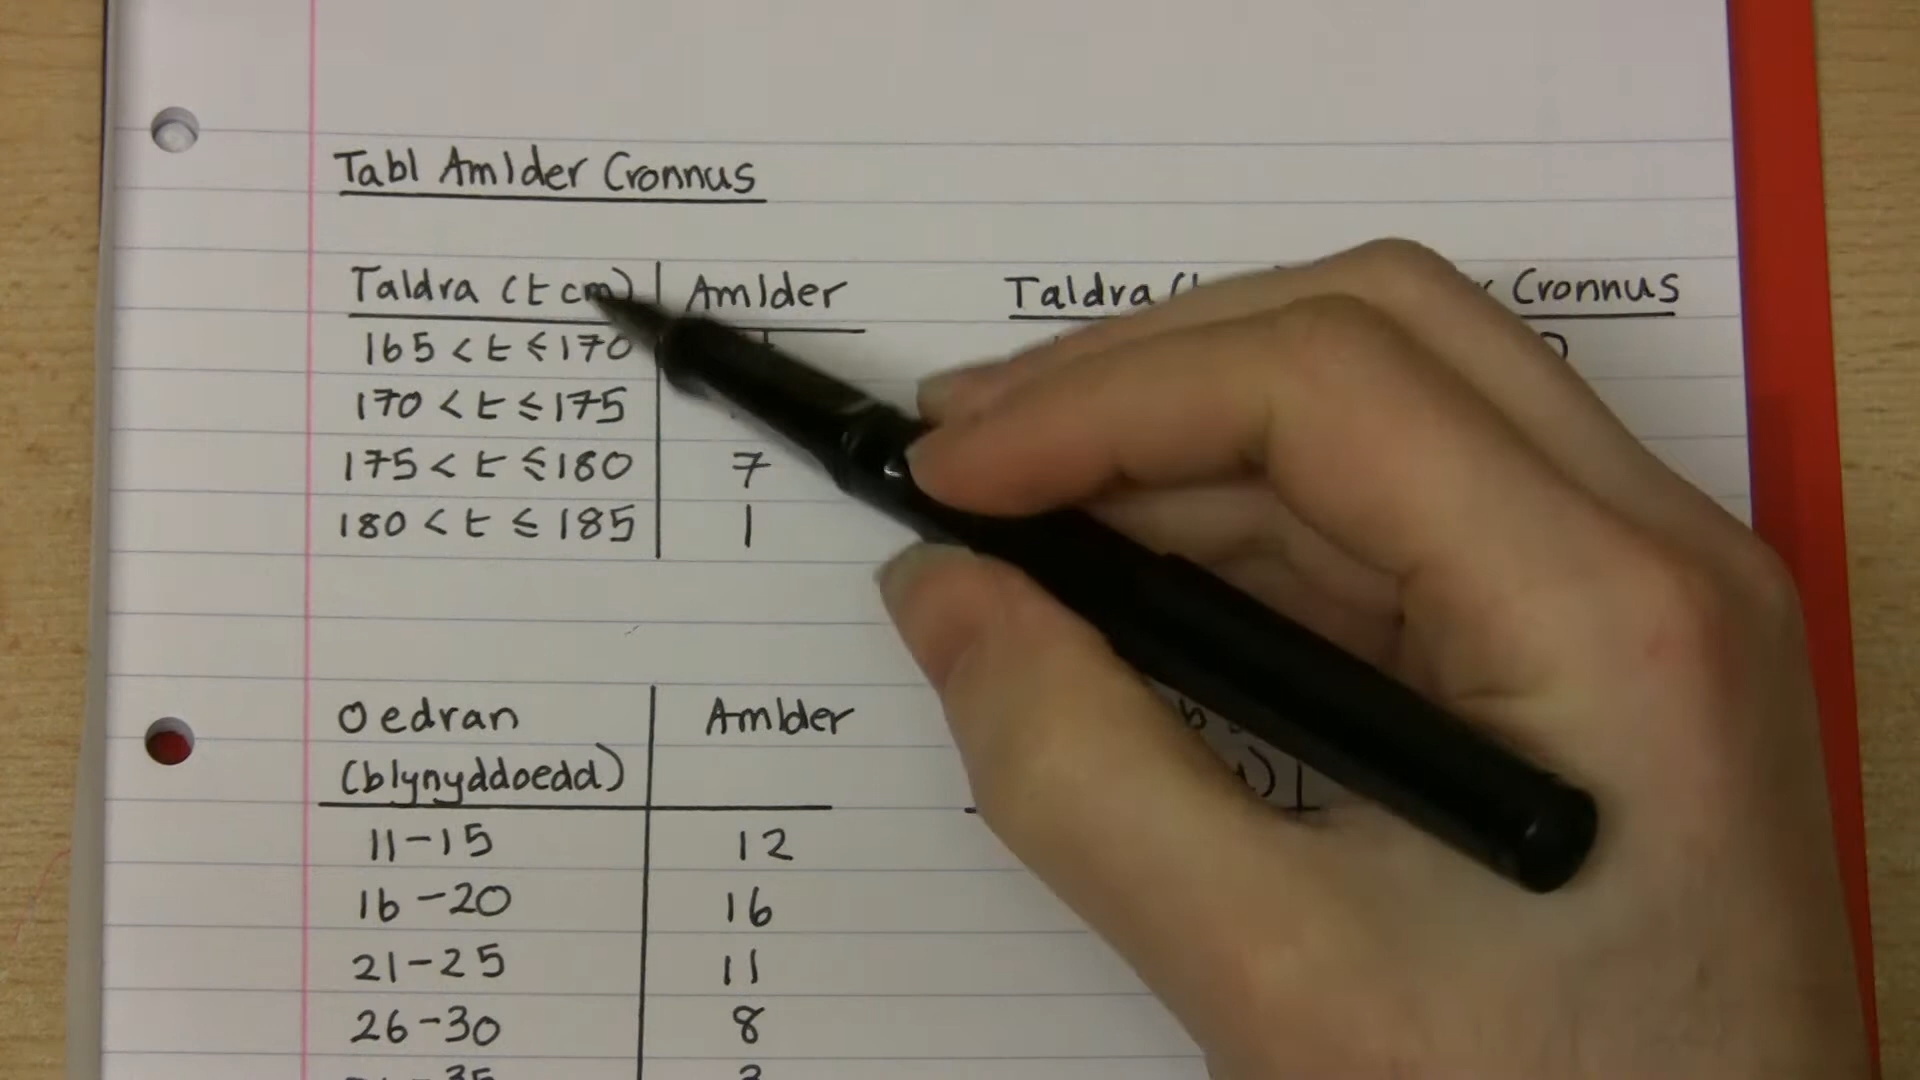 Tabl Amlder Cronnus
Taldra (t cm) Amlder
165 < t ≤ 170
170 < t ≤ 175
175 < t ≤ 180 7
180 < t ≤ 185 1
Taldra Cronnus
0
Oedran Amlder
(blynyddoedd)
11-15 12
16-20 16
21-25 11
26-30 8